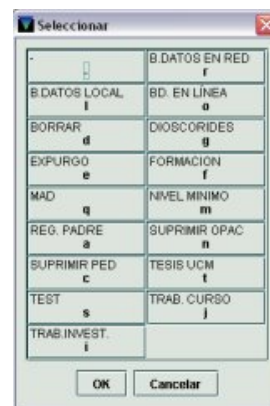 Seleccionar
-
-
B.DATOS EN RED
r
B.DATOS LOCAL
l
BD. EN LÍNEA
o
BORRAR
d
DIOSCORIDES
g
EXPURGO
e
FORMACION
f
MAD
q
NIVEL MINIMO
m
REG. PADRE
a
SUPRIMIR OPAC
n
SUPRIMIR PED
c
TESIS UCM
t
TEST
s
TRAB. CURSO
j
TRAB.INVEST.
i
OK
Cancelar